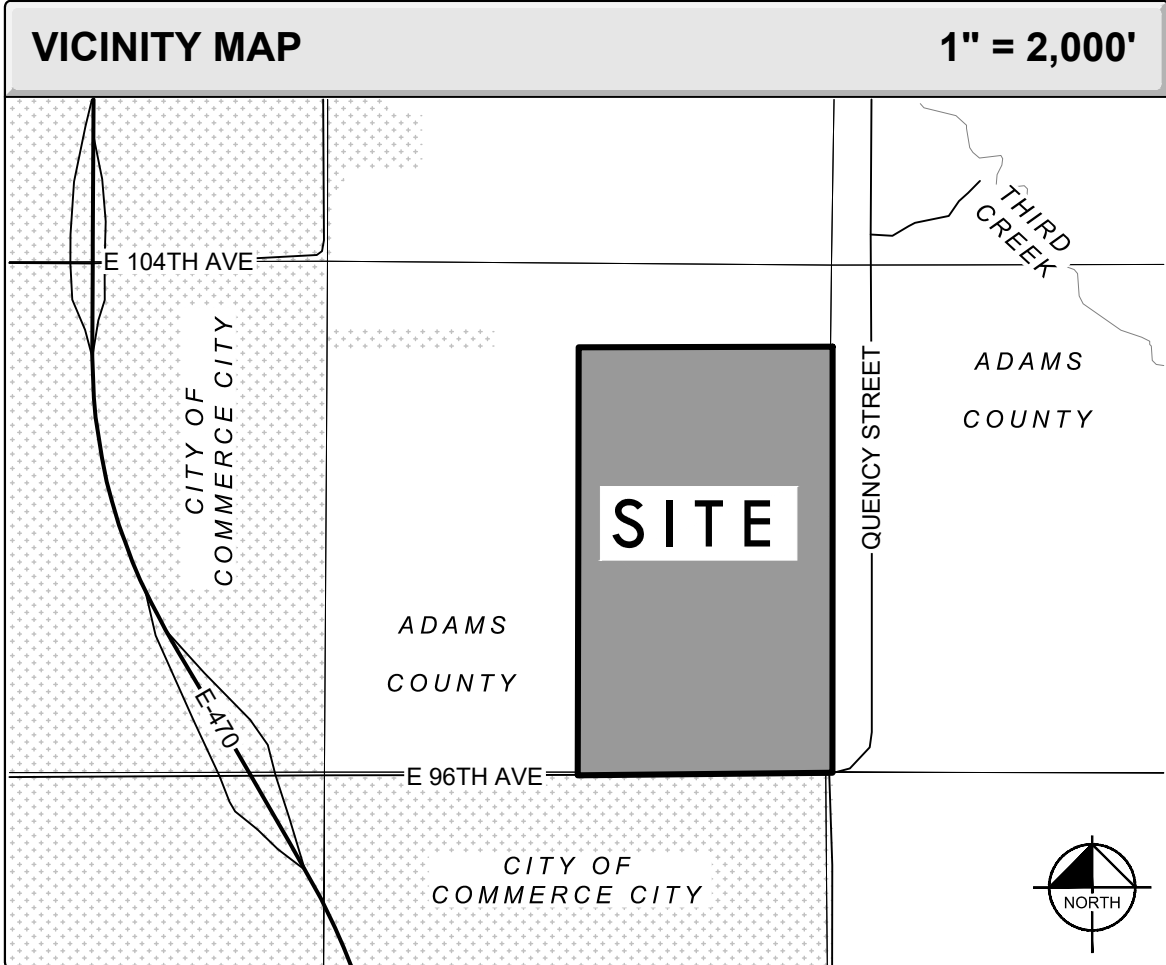 VICINITY MAP
1" = 2,000'
THIRD
CREEK
E 104TH AVE
CITY OF
COMMERCE CITY
QUENCY STREET
ADAMS
COUNTY
SITE
ADAMS
COUNTY
E-470
E 96TH AVE
CITY OF
COMMERCE CITY
NORTH